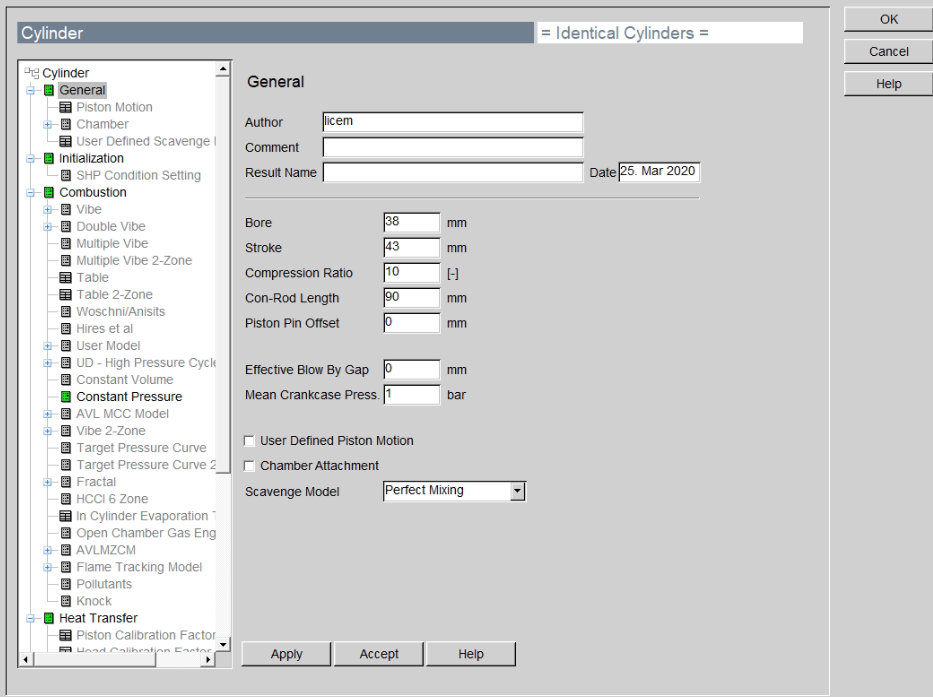 Cylinder
= Identical Cylinders =
OK
Cancel
Help
Cylinder
General
Piston Motion
Chamber
User Defined Scavenge
Initialization
SHP Condition Setting
Combustion
Vibe
Double Vibe
Multiple Vibe
Multiple Vibe 2-Zone
Table
Table 2-Zone
Woschni/Anisits
Hires et al
User Model
UD - High Pressure Cycle
Constant Volume
Constant Pressure
AVL MCC Model
Vibe 2-Zone
Target Pressure Curve
Target Pressure Curve 2
Fractal
HCCI 6 Zone
In Cylinder Evaporation
Open Chamber Gas Eng
AVLMZCM
Flame Tracking Model
Pollutants
Knock
Heat Transfer
Piston Calibration Factor
Head Calibration Factor
General
Author licem
Comment
Result Name Date 25. Mar 2020
Bore 38 mm
Stroke 43 mm
Compression Ratio 10 [-]
Con-Rod Length 90 mm
Piston Pin Offset 0 mm
Effective Blow By Gap 0 mm
Mean Crankcase Press. 1 bar
User Defined Piston Motion
Chamber Attachment
Scavenge Model Perfect Mixing
Apply Accept Help